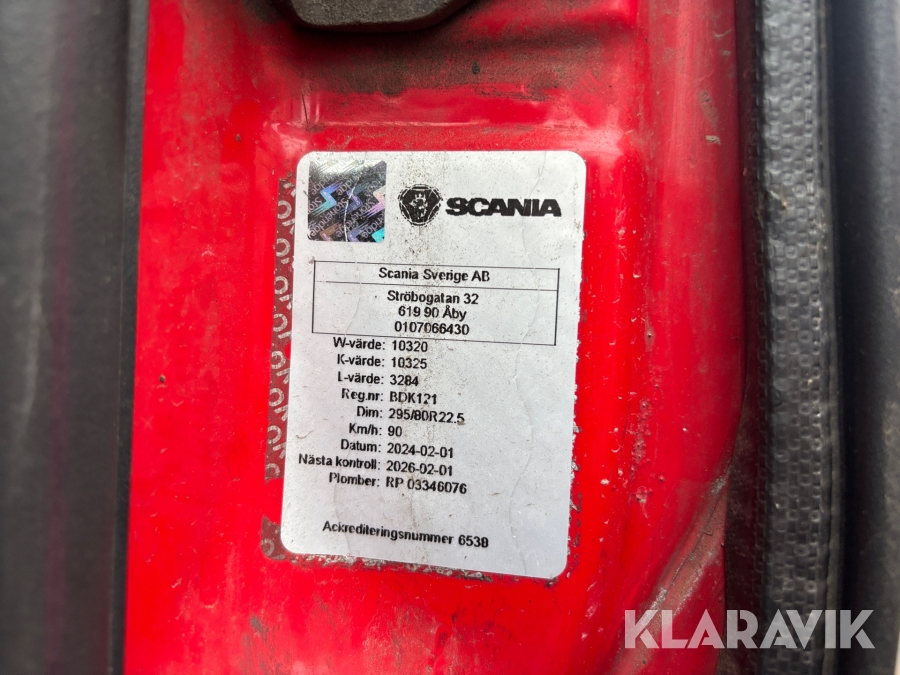 SCANIA
Scania Sverige AB
Ströbogatan 32
619 90 Åby
0107066430
W-värde: 10320
K-värde: 10325
L-värde: 3284
Reg.nr: BDK121
Dim: 295/80R22.5
Km/h: 90
Datum: 2024-02-01
Nästa kontroll: 2026-02-01
Plomber: RP 03346076
Ackrediteringsnummer 6538
KLARAVIK